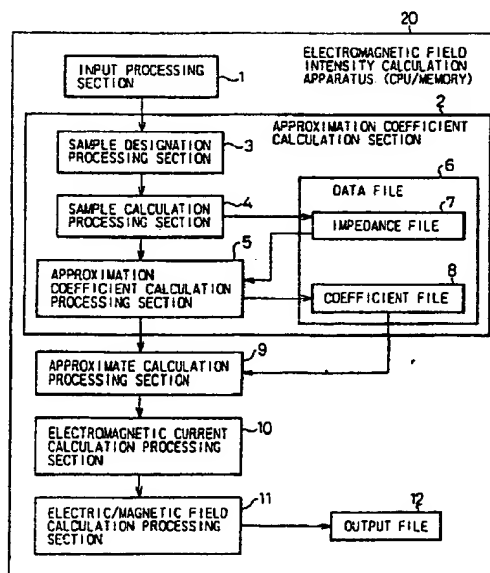 20
ELECTROMAGNETIC FIELD
INTENSITY CALCULATION
APPARATUS (CPU/MEMORY)
INPUT PROCESSING
SECTION
1
2
APPROXIMATION COEFFICIENT
CALCULATION SECTION
SAMPLE DESIGNATION
PROCESSING SECTION
3
6
DATA FILE
SAMPLE CALCULATION
PROCESSING SECTION
4
7
IMPEDANCE FILE
5
APPROXIMATION
COEFFICIENT CALCULATION
PROCESSING SECTION
8
COEFFICIENT FILE
9
APPROXIMATE CALCULATION
PROCESSING SECTION
ELECTROMAGNETIC CURRENT
CALCULATION PROCESSING
SECTION
10
ELECTRIC/MAGNETIC FIELD
CALCULATION PROCESSING
SECTION
11
12
OUTPUT FILE